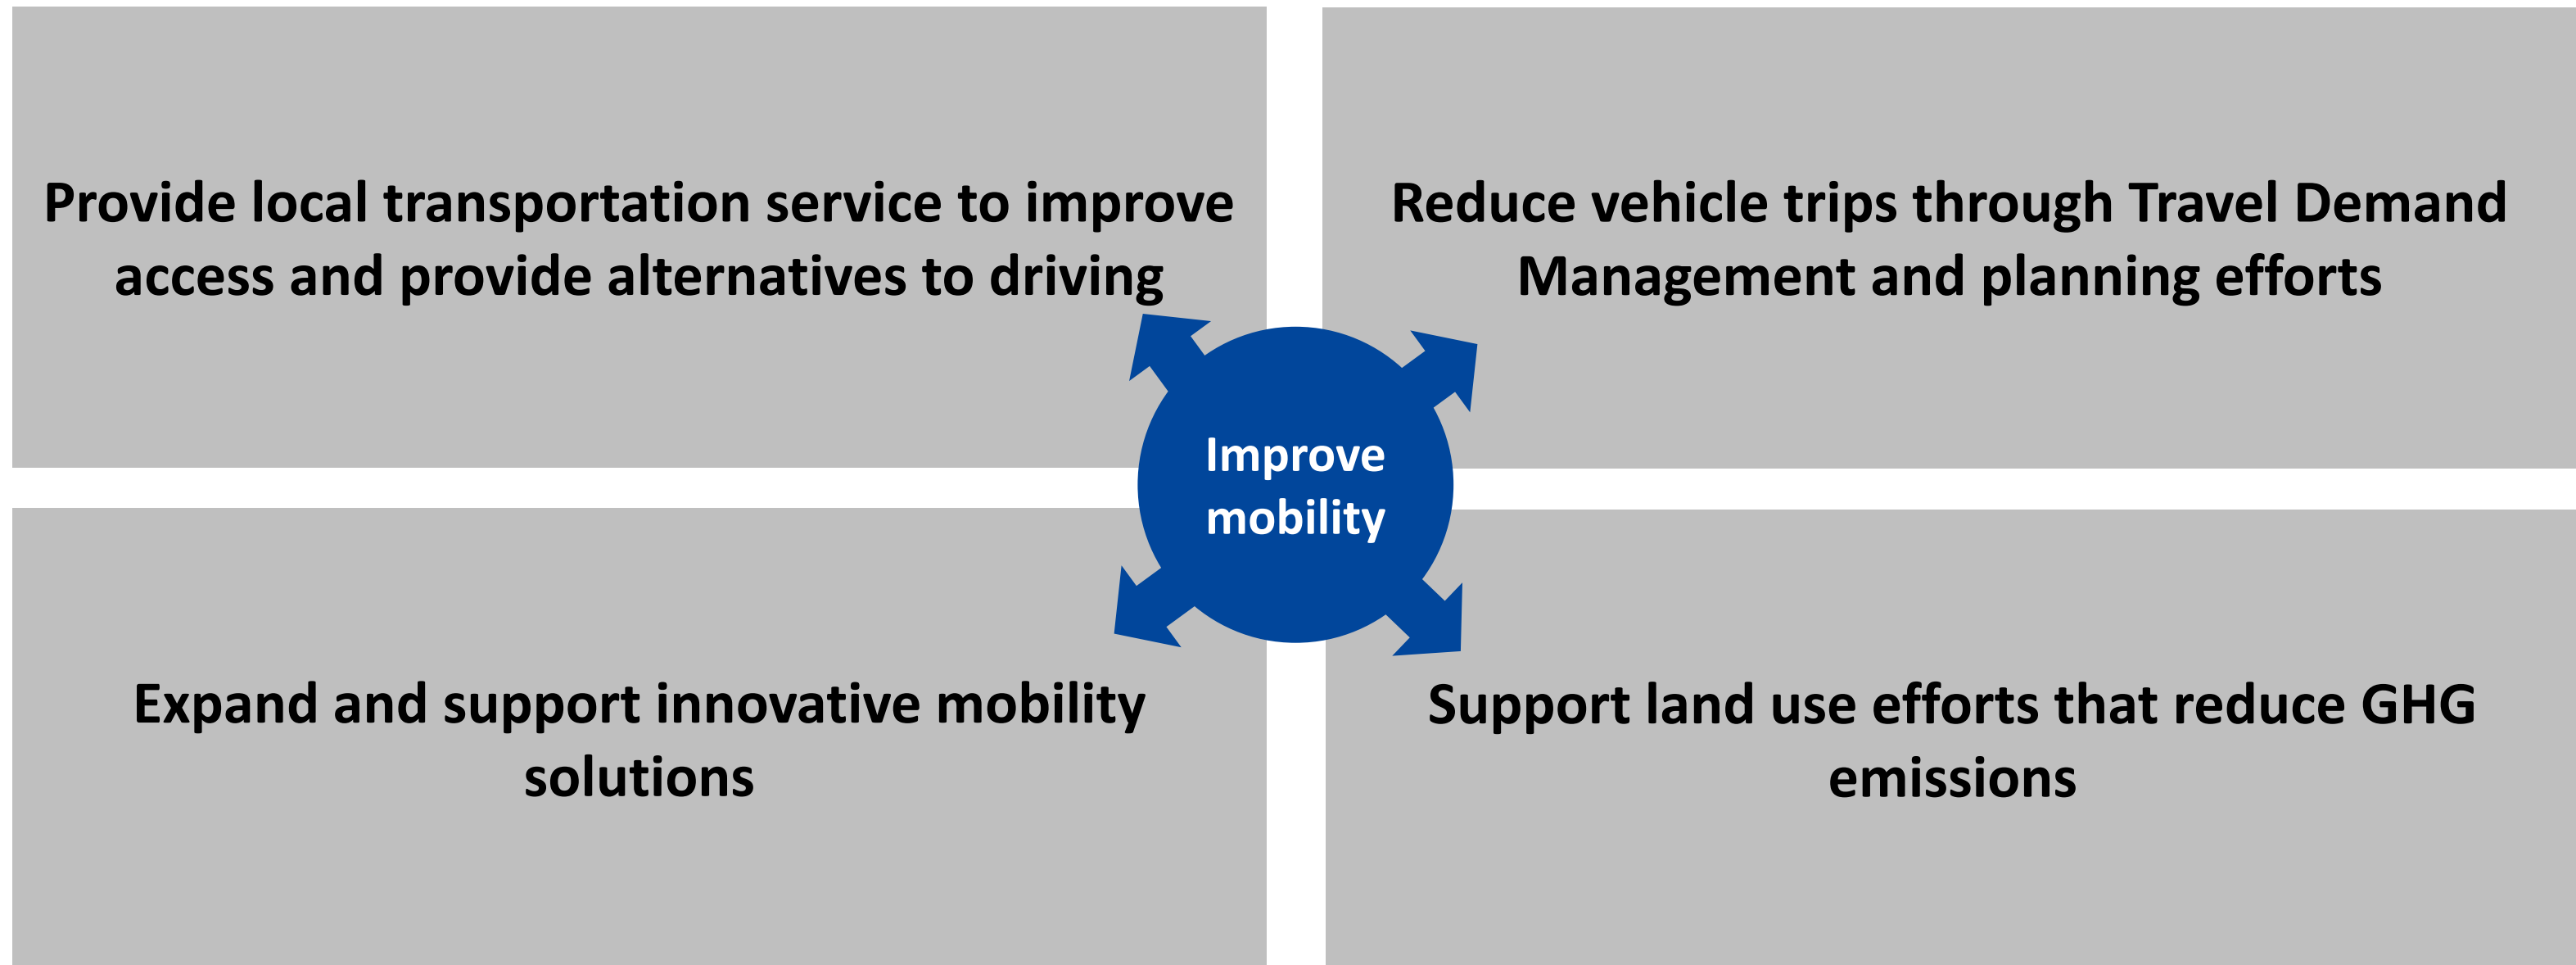 Provide local transportation service to improve
access and provide alternatives to driving
Reduce vehicle trips through Travel Demand
Management and planning efforts
Improve
mobility
Expand and support innovative mobility
solutions
Support land use efforts that reduce GHG
emissions